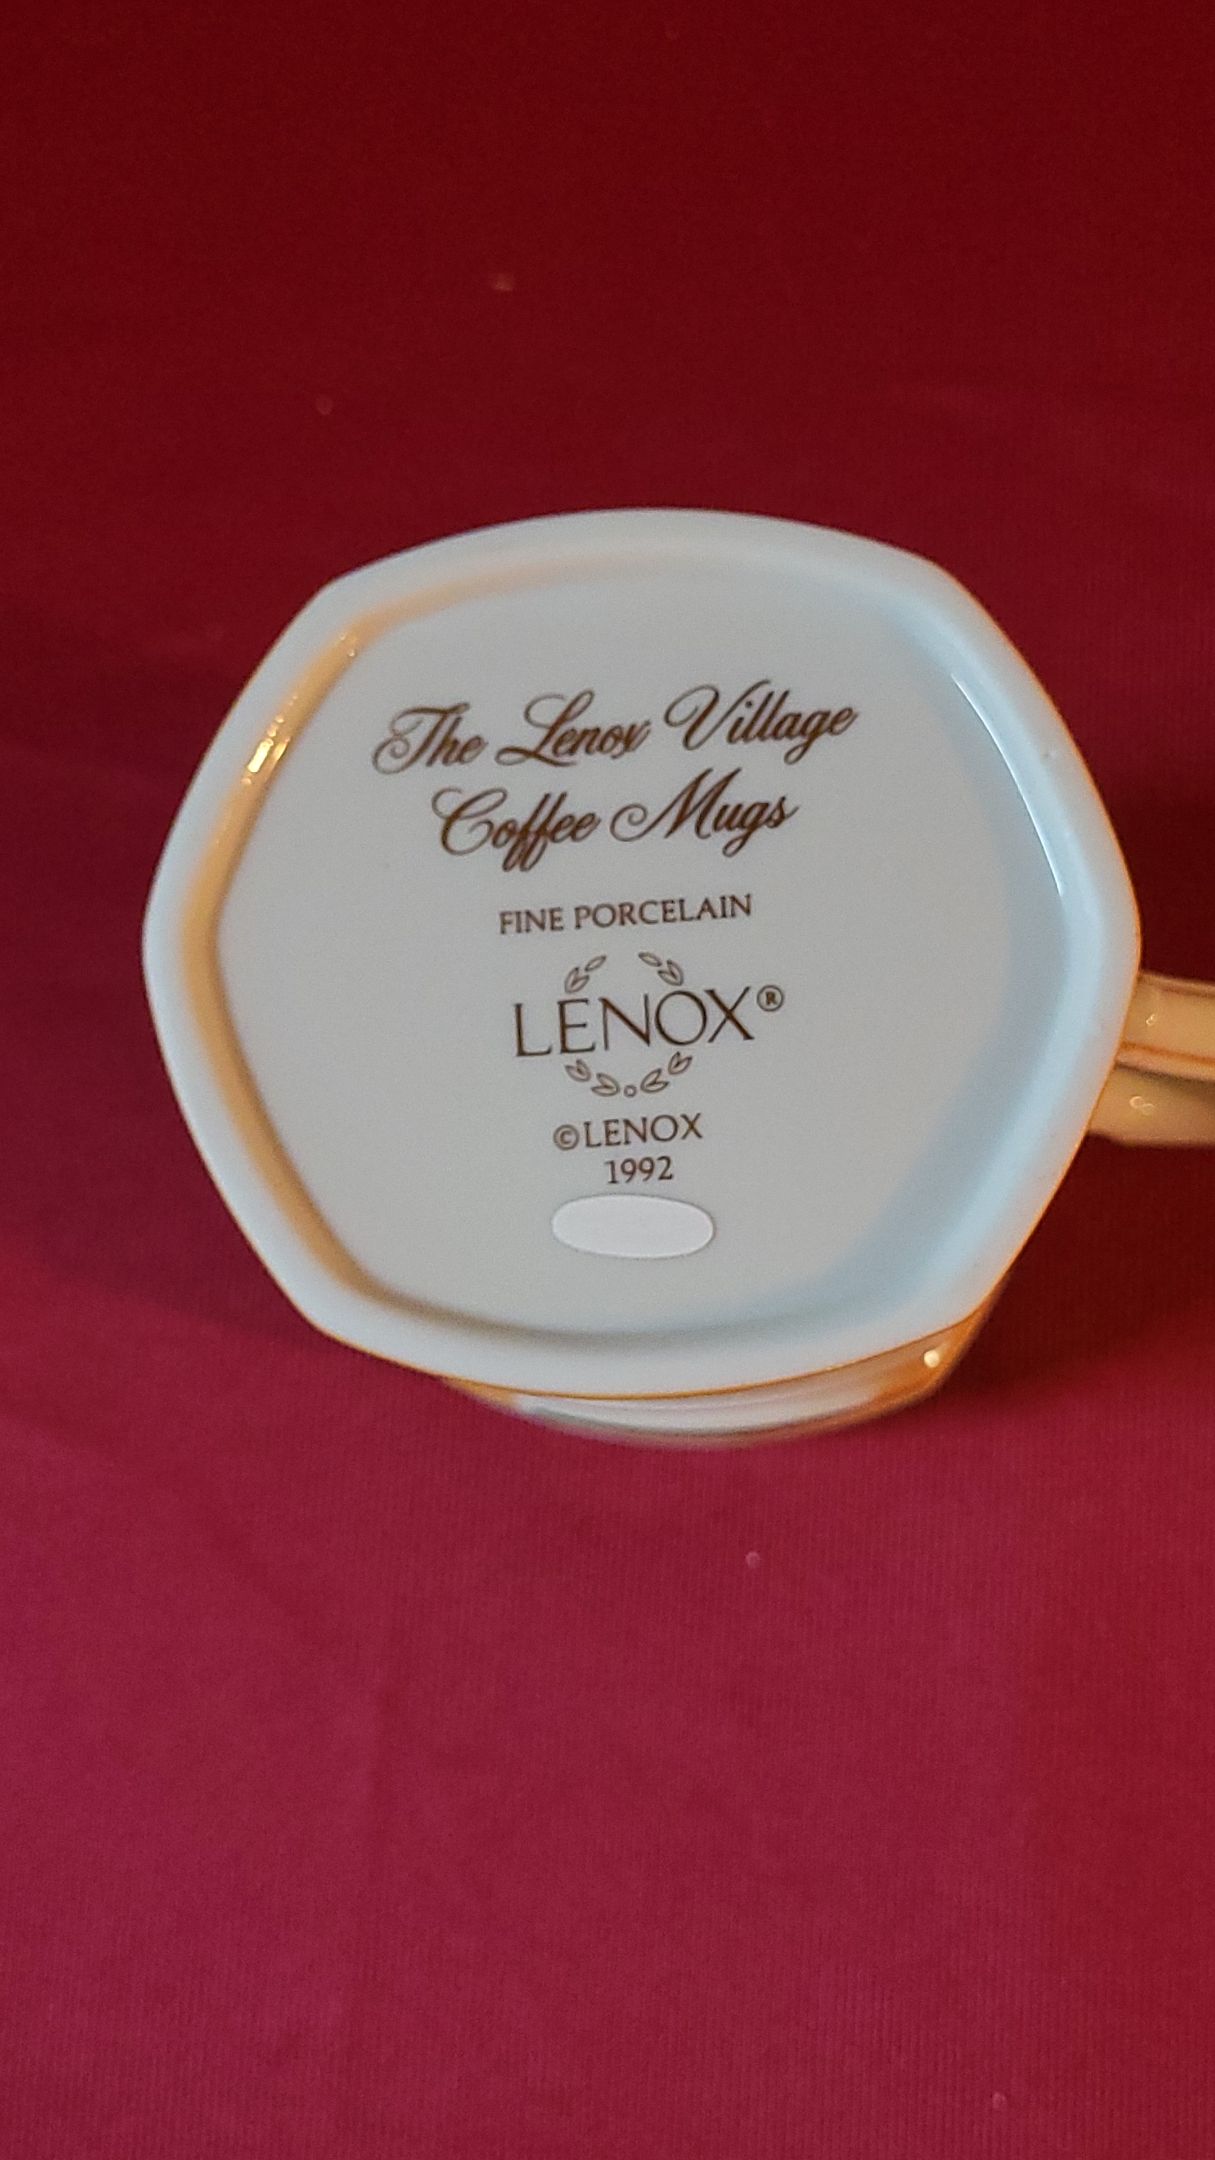 The Lenox Village
Coffee Mugs
FINE PORCELAIN
LENOX®
©LENOX
1992